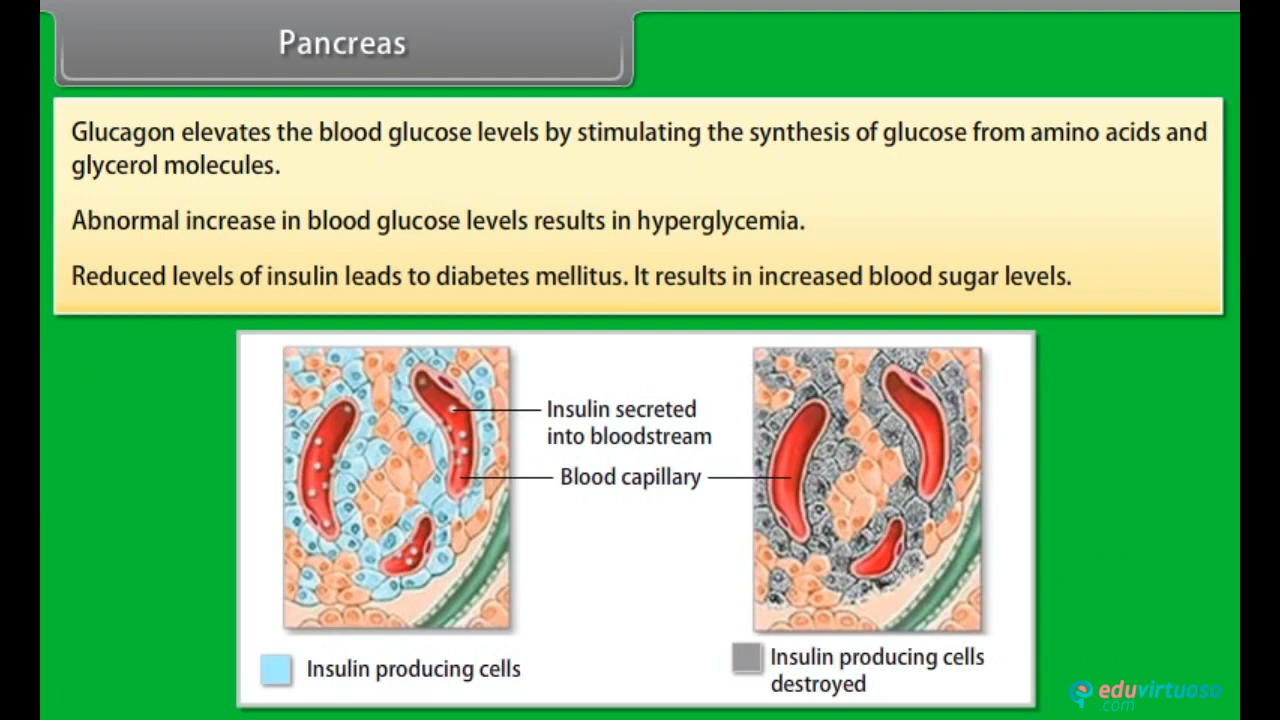 Pancreas
Glucagon elevates the blood glucose levels by stimulating the synthesis of glucose from amino acids and
glycerol molecules.
Abnormal increase in blood glucose levels results in hyperglycemia.
Reduced levels of insulin leads to diabetes mellitus. It results in increased blood sugar levels.
Insulin secreted
into bloodstream
Blood capillary
Insulin producing cells
Insulin producing cells
destroyed
eduvirtuoso
.com